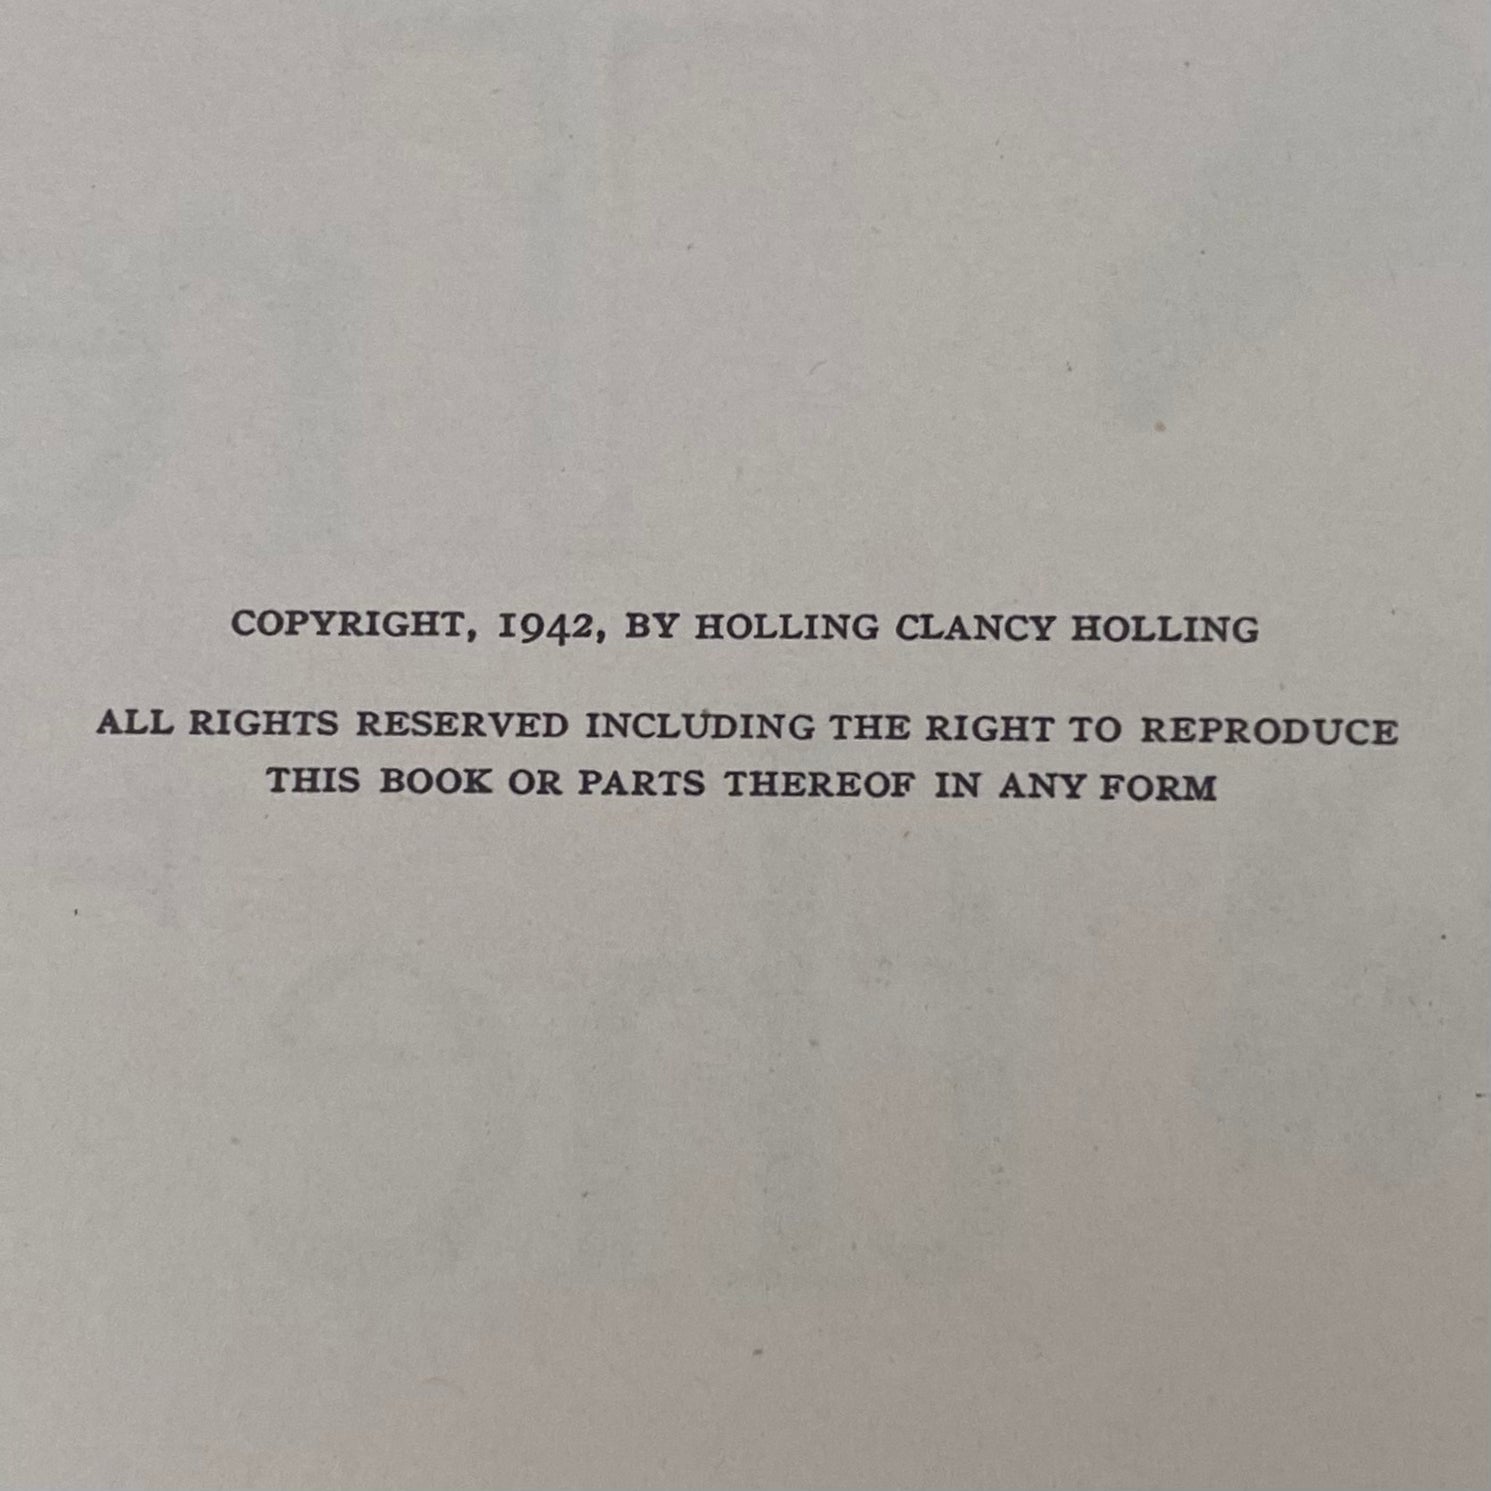 COPYRIGHT, 1942, BY HOLLING CLANCY HOLLING
ALL RIGHTS RESERVED INCLUDING THE RIGHT TO REPRODUCE
THIS BOOK OR PARTS THEREOF IN ANY FORM